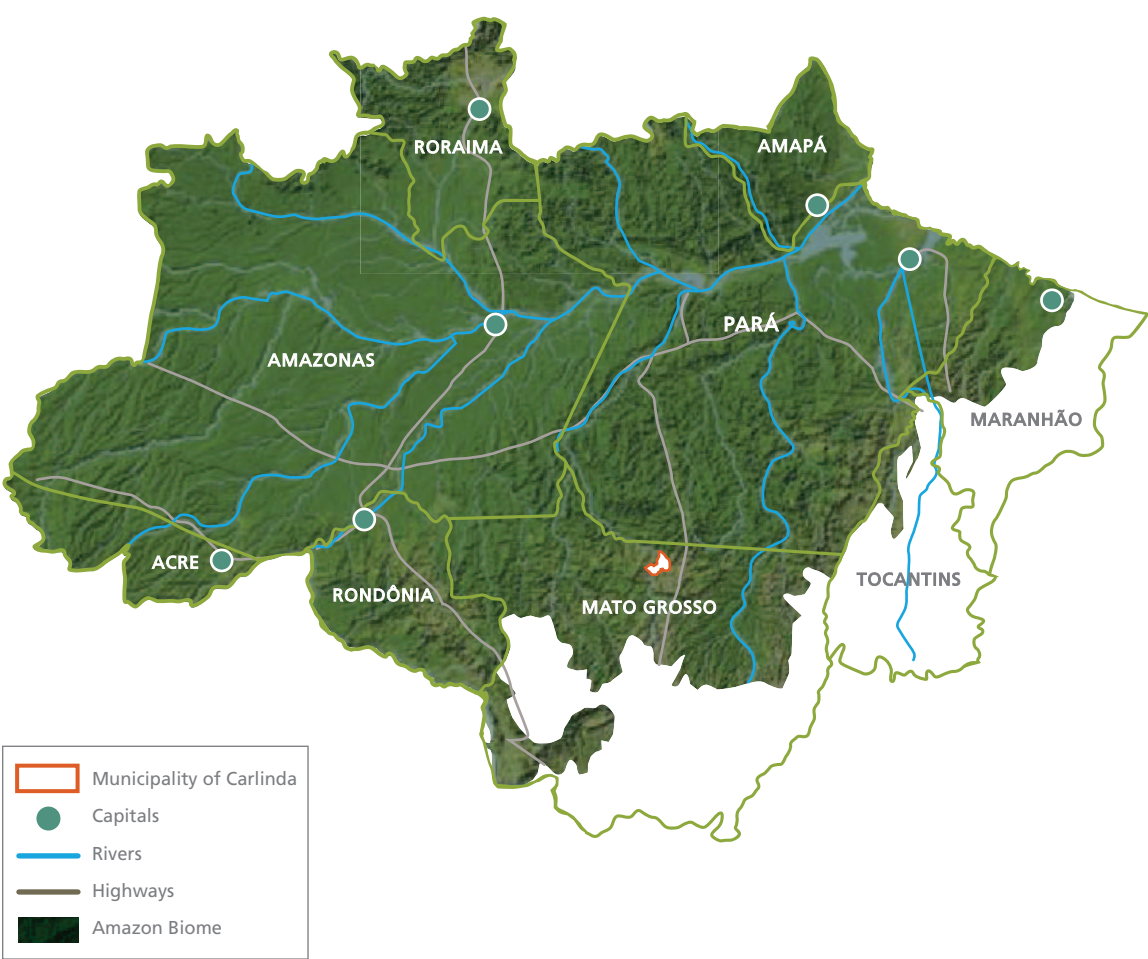 RORAIMA
AMAPÁ
PARÁ
AMAZONAS
MARANHÃO
ACRE
TOCANTINS
RONDÔNIA
MATO GROSSO
Municipality of Carlinda
Capitals
Rivers
Highways
Amazon Biome